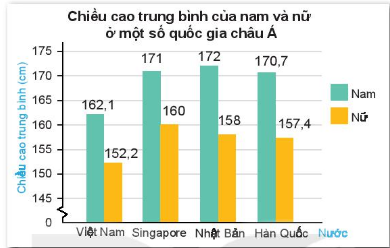 Chiều cao trung bình của nam và nữ
ở một số quốc gia châu Á
Chiều cao trung bình (cm)
175
170
165
160
155
150
145
0
162,1
152,2
171
160
172
158
170,7
157,4
Nam
Nữ
Việt Nam Singapore Nhật Bản Hàn Quốc Nước